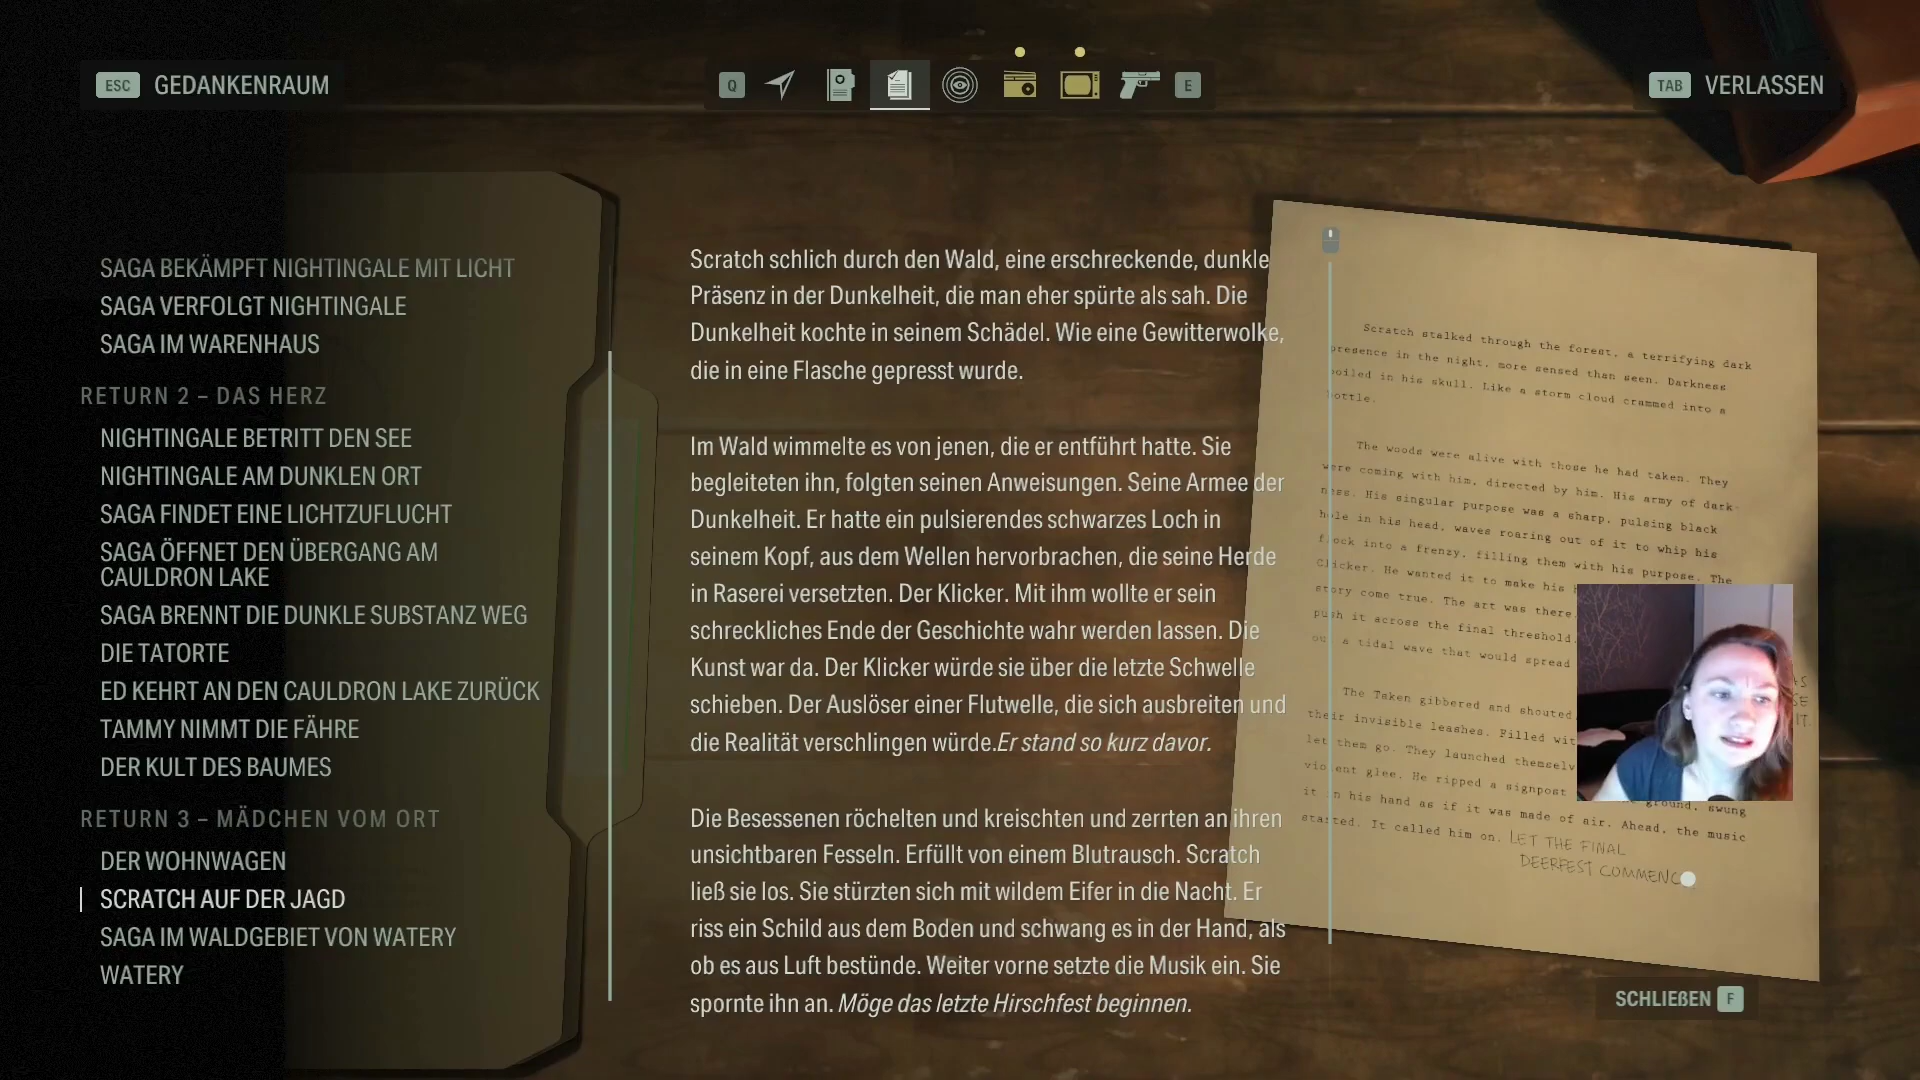 ESC GEDANKENRAUM
Q
E
TAB VERLASSEN
SAGA BEKÄMPFT NIGHTINGALE MIT LICHT
SAGA VERFOLGT NIGHTINGALE
SAGA IM WARENHAUS
RETURN 2 – DAS HERZ
NIGHTINGALE BETRITT DEN SEE
NIGHTINGALE AM DUNKLEN ORT
SAGA FINDET EINE LICHTZUFLUCHT
SAGA ÖFFNET DEN ÜBERGANG AM
CAULDRON LAKE
SAGA BRENNT DIE DUNKLE SUBSTANZ WEG
DIE TATORTE
ED KEHRT AN DEN CAULDRON LAKE ZURÜCK
TAMMY NIMMT DIE FÄHRE
DER KULT DES BAUMES
RETURN 3 – MÄDCHEN VOM ORT
DER WOHNWAGEN
SCRATCH AUF DER JAGD
SAGA IM WALDGEBIET VON WATERY
WATERY
Scratch schlich durch den Wald, eine erschreckende, dunkle
Präsenz in der Dunkelheit, die man eher spürte als sah. Die
Dunkelheit kochte in seinem Schädel. Wie eine Gewitterwolke,
die in eine Flasche gepresst wurde.
Im Wald wimmelte es von jenen, die er entführt hatte. Sie
begleiteten ihn, folgten seinen Anweisungen. Seine Armee der
Dunkelheit. Er hatte ein pulsierendes schwarzes Loch in
seinem Kopf, aus dem Wellen hervorbrachen, die seine Herde
in Raserei versetzten. Der Klicker. Mit ihm wollte er sein
schreckliches Ende der Geschichte wahr werden lassen. Die
Kunst war da. Der Klicker würde sie über die letzte Schwelle
schieben. Der Auslöser einer Flutwelle, die sich ausbreiten und
die Realität verschlingen würde.Er stand so kurz davor.
Die Besessenen röchelten und kreischten und zerrten an ihren
unsichtbaren Fesseln. Erfüllt von einem Blutrausch. Scratch
ließ sie los. Sie stürzten sich mit wildem Eifer in die Nacht. Er
riss ein Schild aus dem Boden und schwang es in der Hand, als
ob es aus Luft bestünde. Weiter vorne setzte die Musik ein. Sie
spornte ihn an. Möge das letzte Hirschfest beginnen.
Scratch stalked through the forest, a terrifying dark
presence in the night, more sensed than seen. Darkness
boiled in his skull. Like a storm cloud crammed into a
bottle.
The woods were alive with those he had taken. They
were coming with him, directed by him. His army of dark-
ness. His singular purpose was a sharp, pulsing black
hole in his head, waves roaring out of it to whip his
flock into a frenzy, filling them with his purpose. The
Clicker. He wanted it to make his
story come true. The art was there
push it across the final threshold.
out a tidal wave that would spread
The Taken gibbered and shouted
their invisible leashes. Filled wit
let them go. They launched themselv
violent glee. He ripped a signpost ground, swung
it in his hand as if it was made of air. Ahead, the music
started. It called him on. LET THE FINAL
DEERFEST COMMENC
SCHLIEßEN F